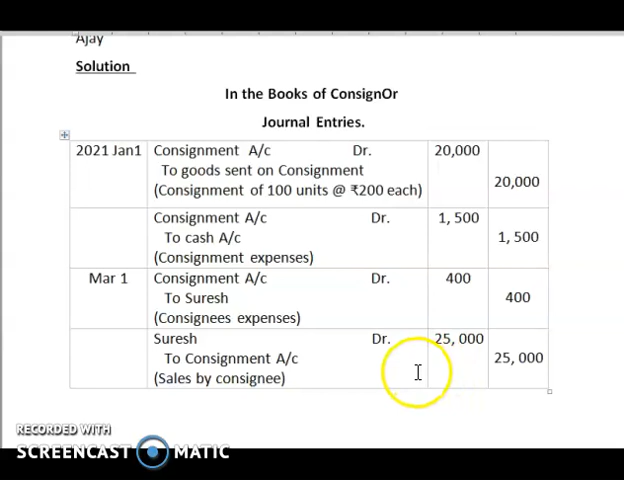 Ajay
Solution
In the Books of ConsignOr
Journal Entries.
2021 Jan1 Consignment A/c Dr. 20,000
To goods sent on Consignment
20,000
(Consignment of 100 units @ ₹200 each)
Consignment A/c Dr. 1, 500
To cash A/c 1, 500
(Consignment expenses)
Mar 1 Consignment A/c Dr. 400
To Suresh 400
(Consignees expenses)
Suresh Dr. 25, 000
To Consignment A/c 25, 000
(Sales by consignee)
RECORDED WITH
SCREENCAST MATIC